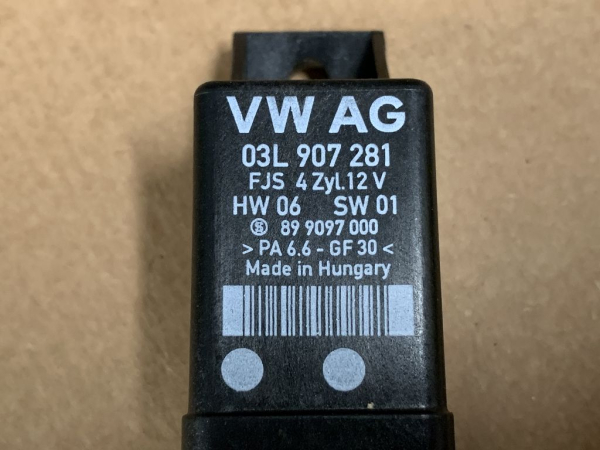 VW AG
03L 907 281
FJS 4 Zyl.12 V
HW 06 SW 01
89 9097 000
> PA 6.6 - GF 30 <
Made in Hungary